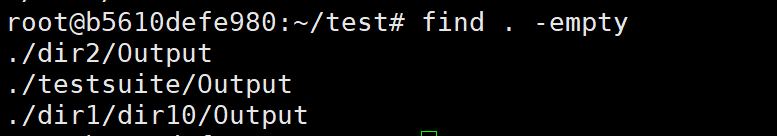 root@b5610defe980:~/test# find . -empty
./dir2/Output
./testsuite/Output
./dir1/dir10/Output